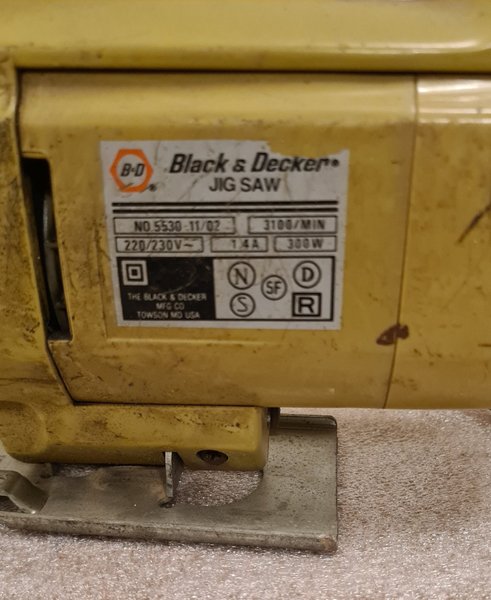 B&D® Black & Decker®
JIG SAW
NO. 5530 11/02 3100/MIN
220/230V~ 1.4A 300W
N D
SF
S R
THE BLACK & DECKER
MFG CO
TOWSON MD USA